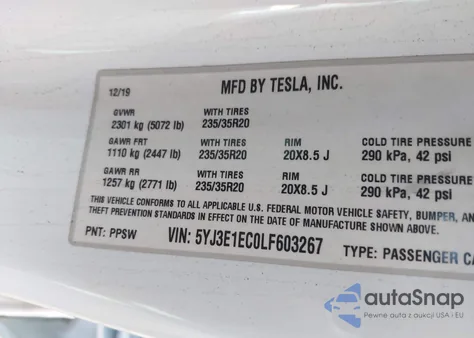 12/19 MFD BY TESLA, INC.
GVWR WITH TIRES
2301 kg (5072 lb) 235/35R20
GAWR FRT WITH TIRES RIM COLD TIRE PRESSURE
1110 kg (2447 lb) 235/35R20 20X8.5 J 290 kPa, 42 psi
GAWR RR WITH TIRES RIM COLD TIRE PRESSURE
1257 kg (2771 lb) 235/35R20 20X8.5 J 290 kPa, 42 psi
THIS VEHICLE CONFORMS TO ALL APPLICABLE U.S. FEDERAL MOTOR VEHICLE SAFETY, BUMPER, AN
THEFT PREVENTION STANDARDS IN EFFECT ON THE DATE OF MANUFACTURE SHOWN ABOVE.
PNT: PPSW VIN: 5YJ3E1EC0LF603267 TYPE: PASSENGER CA
autoSnap
Pewne auta z aukcji USA i EU